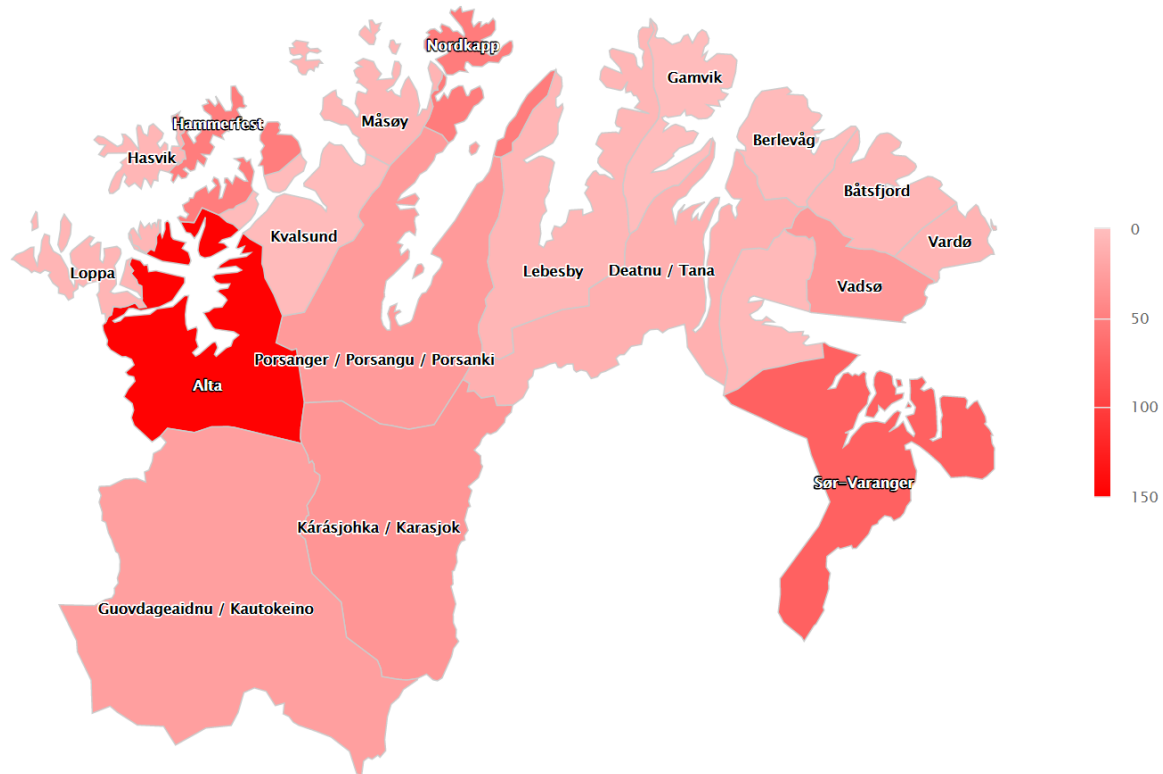 Nordkapp
Gamvik
Måsøy
Hammerfest
Berlevåg
Hasvik
Båtsfjord
Kvalsund
Vardø
Loppa
Lebesby
Deatnu / Tana
Vadsø
Porsanger / Porsangu / Porsanki
Alta
Sør-Varanger
Kárásjohka / Karasjok
Guovdageaidnu / Kautokeino
0
50
100
150